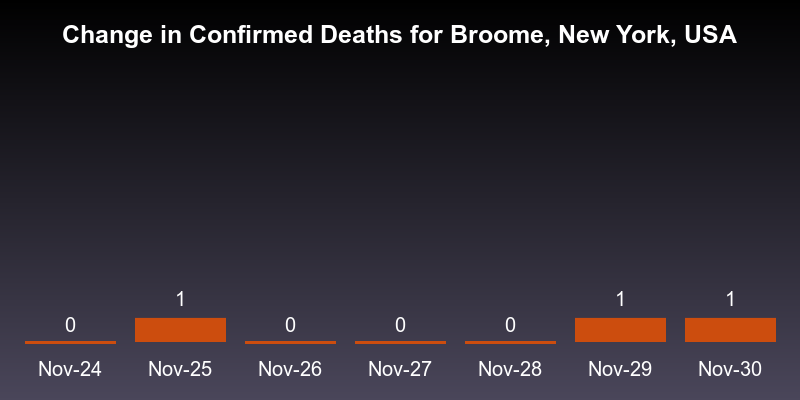 Change in Confirmed Deaths for Broome, New York, USA
0 1 0 0 0 1 1
Nov-24 Nov-25 Nov-26 Nov-27 Nov-28 Nov-29 Nov-30